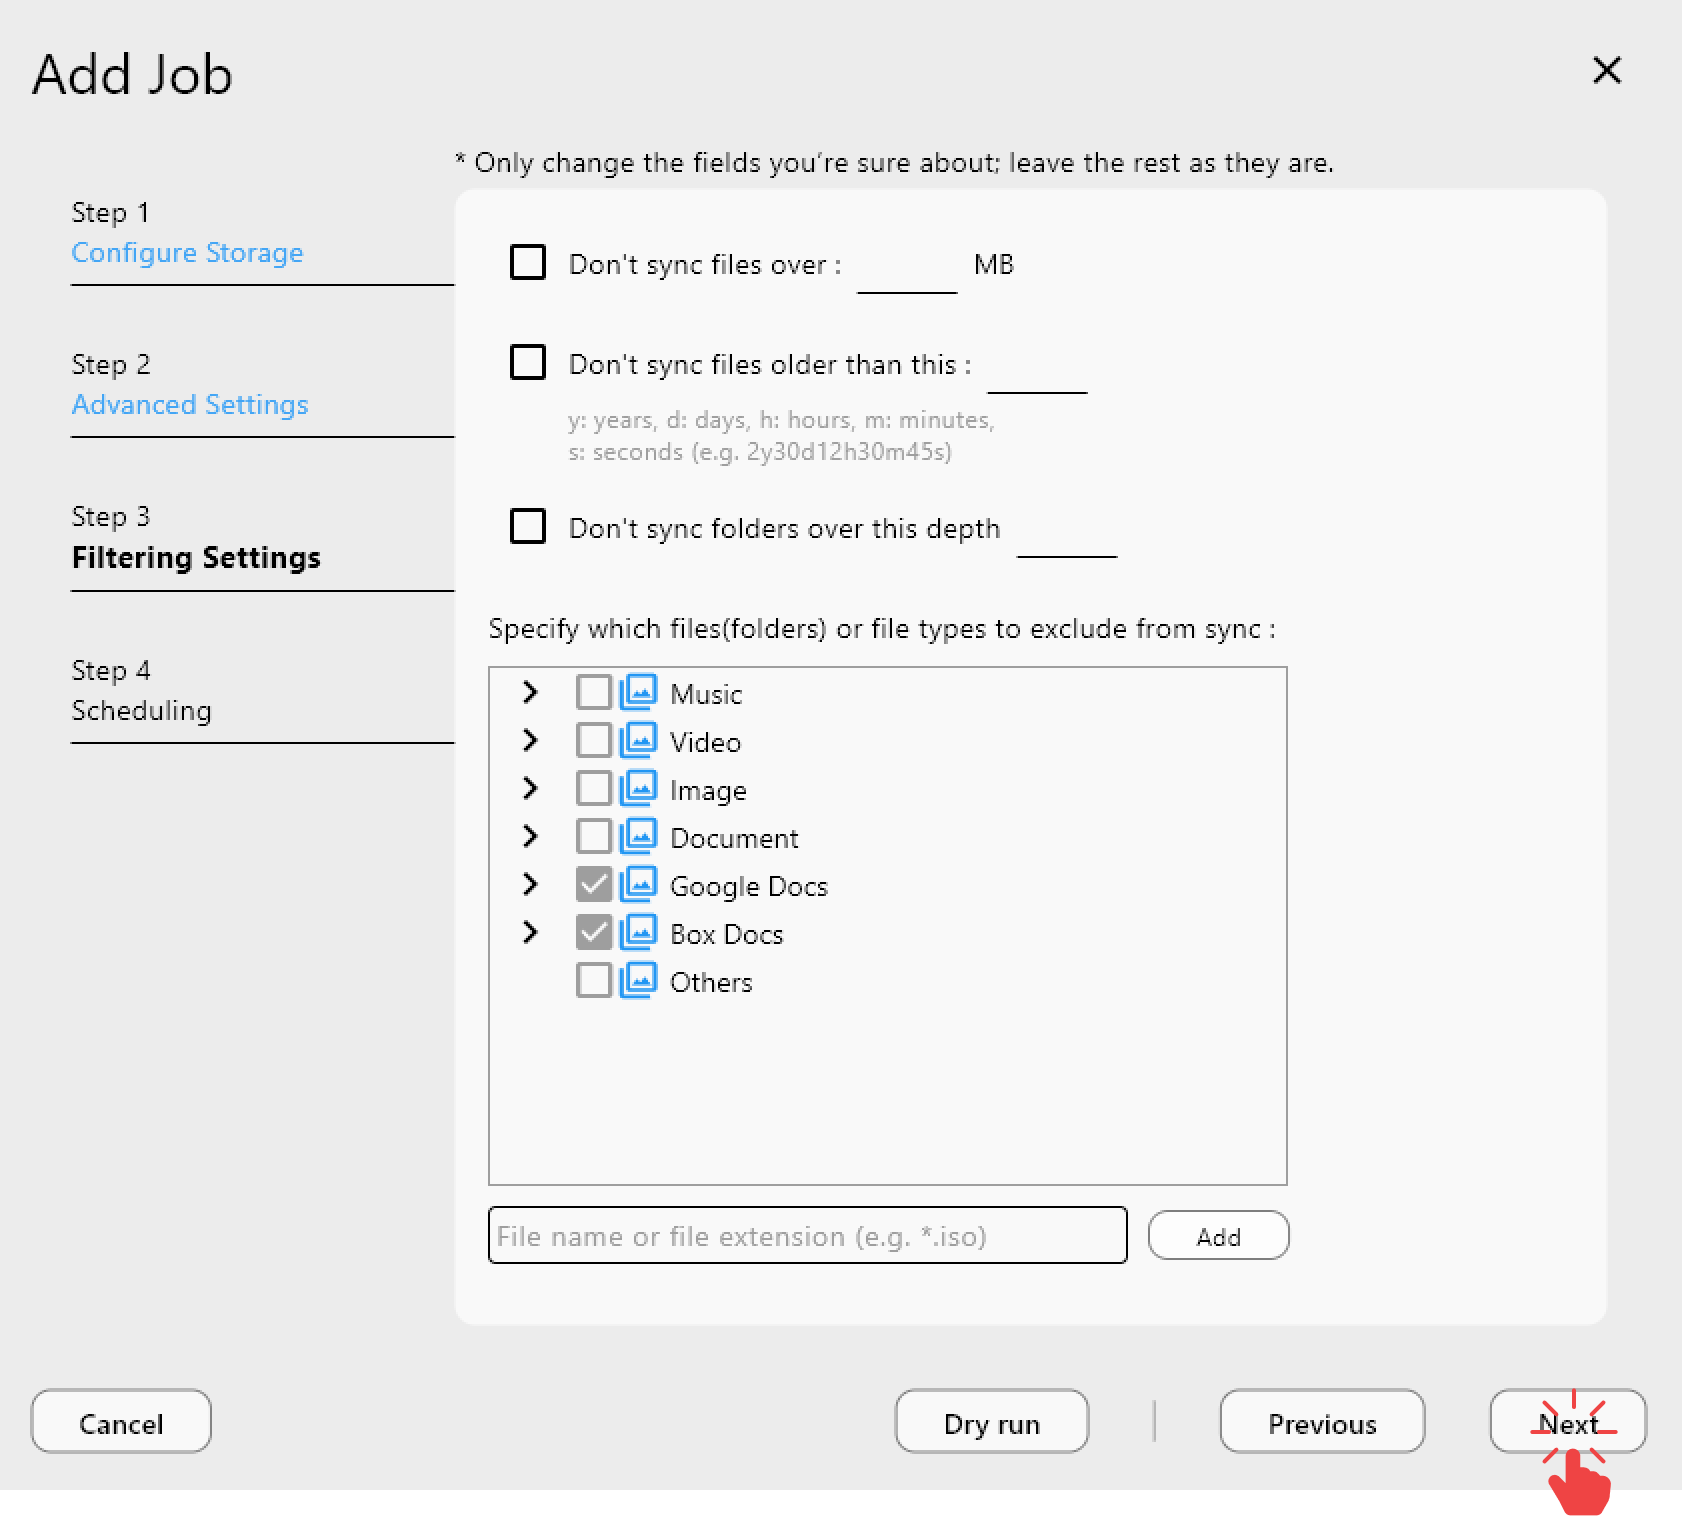 Add Job
* Only change the fields you’re sure about; leave the rest as they are.
Step 1
Configure Storage
Step 2
Advanced Settings
Step 3
Filtering Settings
Step 4
Scheduling
Don't sync files over : MB
Don't sync files older than this :
y: years, d: days, h: hours, m: minutes,
s: seconds (e.g. 2y30d12h30m45s)
Don't sync folders over this depth
Specify which files(folders) or file types to exclude from sync :
Music
Video
Image
Document
Google Docs
Box Docs
Others
File name or file extension (e.g. *.iso)
Add
Cancel
Dry run
Previous
Next